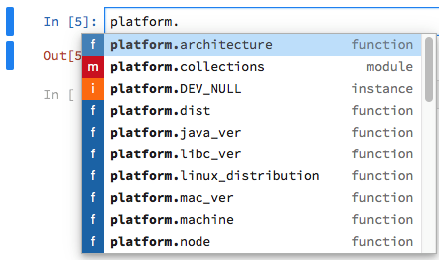 In [5]: platform.
f platform.architecture function
Out[5 m platform.collections module
i platform.DEV_NULL instance
In [ f platform.dist function
f platform.java_ver function
f platform.libc_ver function
f platform.linux_distribution function
f platform.mac_ver function
f platform.machine function
f platform.node function